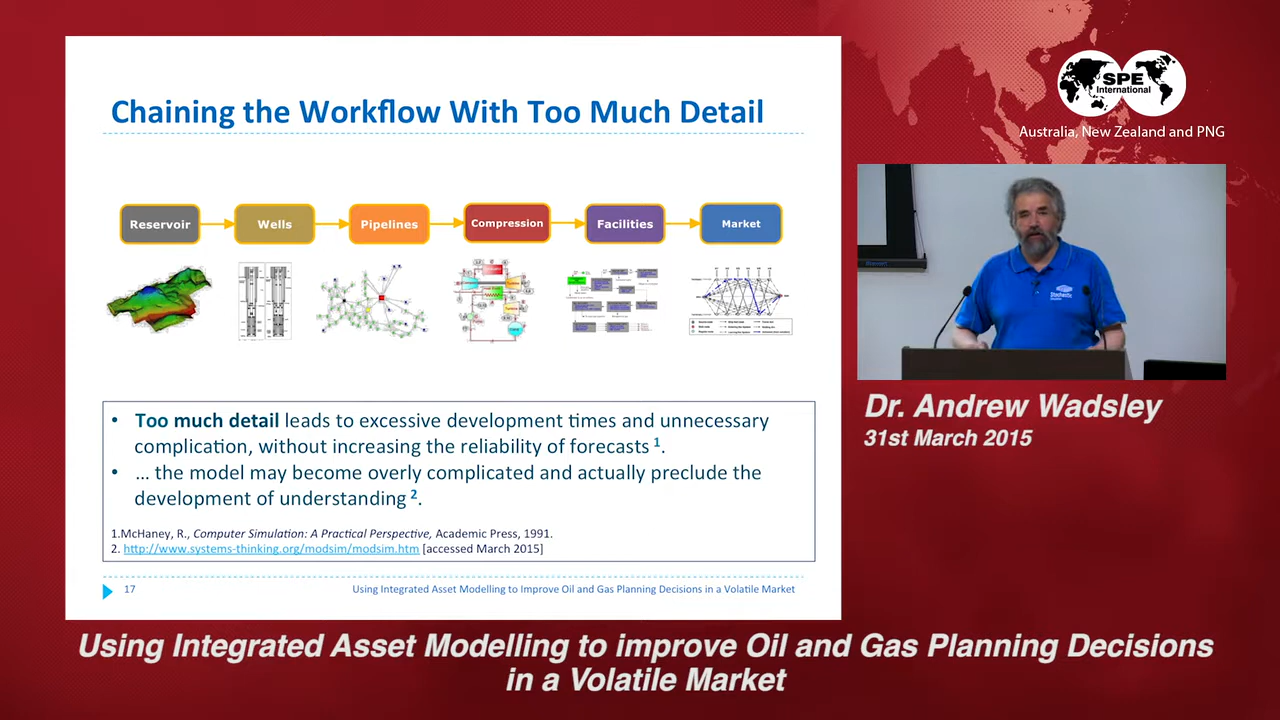 Chaining the Workflow With Too Much Detail
Reservoir
Wells
Pipelines
Compression
Facilities
Market
• Too much detail leads to excessive development times and unnecessary
complication, without increasing the reliability of forecasts 1.
• ... the model may become overly complicated and actually preclude the
development of understanding 2.
1.McHaney, R., Computer Simulation: A Practical Perspective, Academic Press, 1991.
2. http://www.systems-thinking.org/modsim/modsim.htm [accessed March 2015]
17
Using Integrated Asset Modelling to Improve Oil and Gas Planning Decisions in a Volatile Market
SPE
International
Australia, New Zealand and PNG
Dr. Andrew Wadsley
31st March 2015
Using Integrated Asset Modelling to improve Oil and Gas Planning Decisions
in a Volatile Market